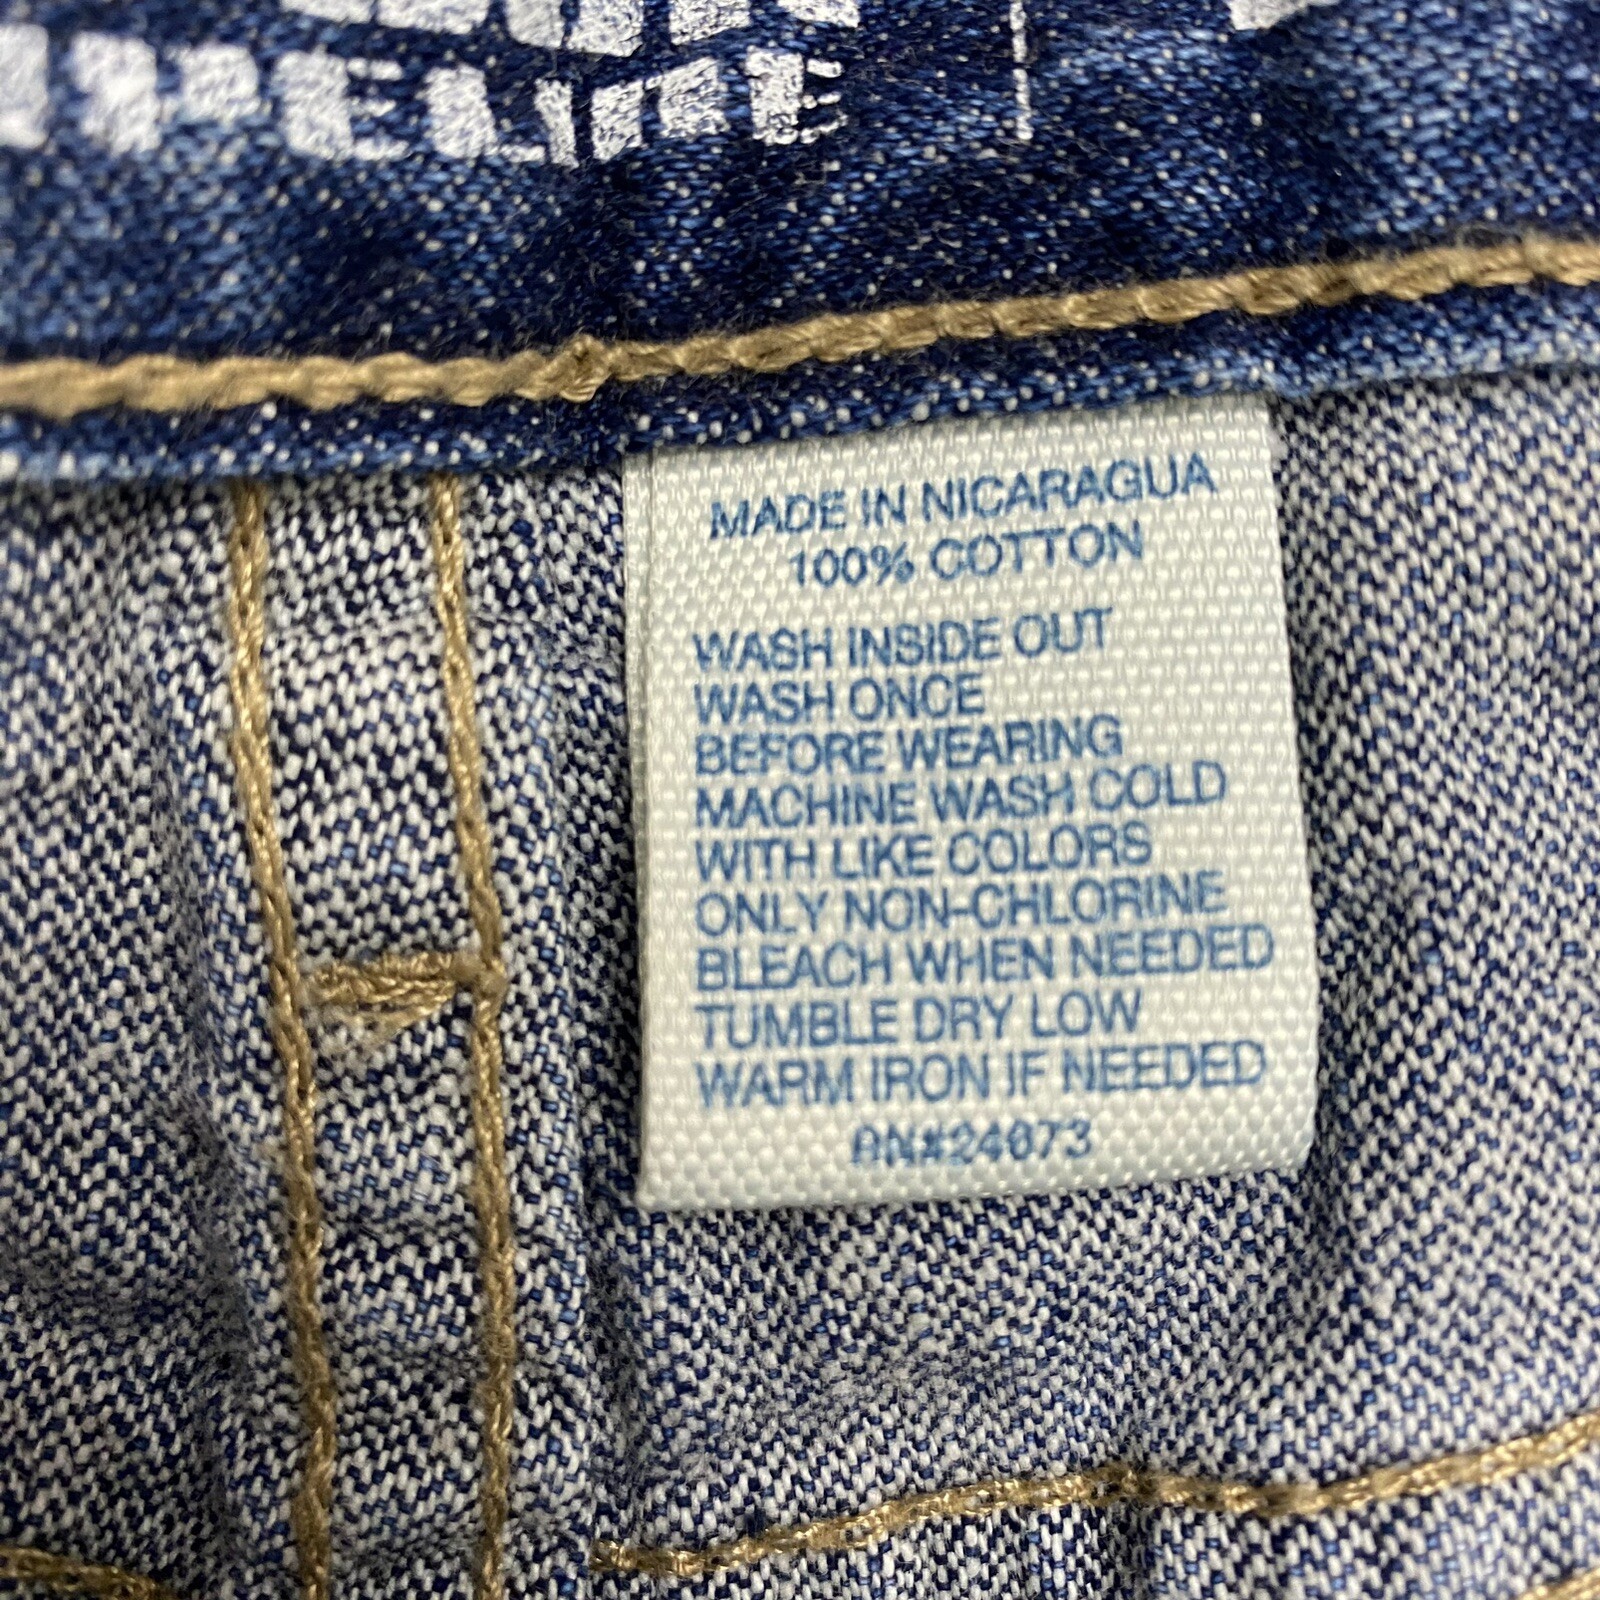 MADE IN NICARAGUA
100% COTTON
WASH INSIDE OUT
WASH ONCE
BEFORE WEARING
MACHINE WASH COLD
WITH LIKE COLORS
ONLY NON-CHLORINE
BLEACH WHEN NEEDED
TUMBLE DRY LOW
WARM IRON IF NEEDED
AN#24073